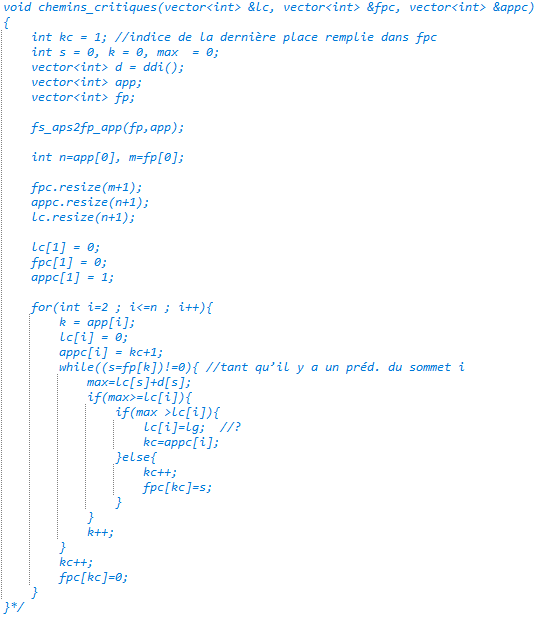 void chemins_critiques(vector<int> &lc, vector<int> &fpc, vector<int> &appc)
{
    int kc = 1; //indice de la dernière place remplie dans fpc
    int s = 0, k = 0, max  = 0;
    vector<int> d = ddi();
    vector<int> app;
    vector<int> fp;

    fs_aps2fp_app(fp,app);

    int n=app[0], m=fp[0];

    fpc.resize(m+1);
    appc.resize(n+1);
    lc.resize(n+1);

    lc[1] = 0;
    fpc[1] = 0;
    appc[1] = 1;

    for(int i=2 ; i<=n ; i++){
        k = app[i];
        lc[i] = 0;
        appc[i] = kc+1;
        while((s=fp[k])!=0){ //tant qu'il y a un préd. du sommet i
            max=lc[s]+d[s];
            if(max>=lc[i]){
                if(max >lc[i]){
                    lc[i]=lg;  //?
                    kc=appc[i];
                }else{
                    kc++;
                    fpc[kc]=s;
                }
            }
            k++;
        }
        kc++;
        fpc[kc]=0;
    }
}*/